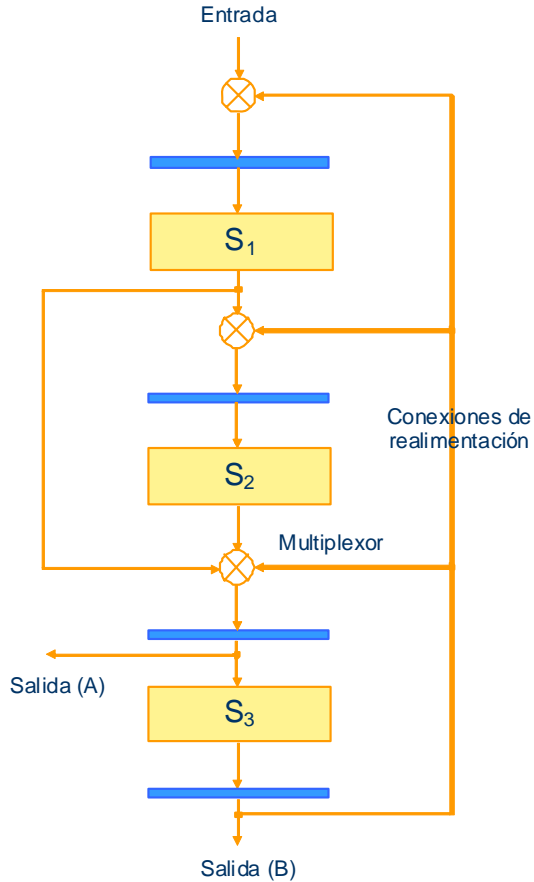 Entrada
S₁
Conexiones de
realimentación
S₂
Multiplexor
Salida (A)
S₃
Salida (B)